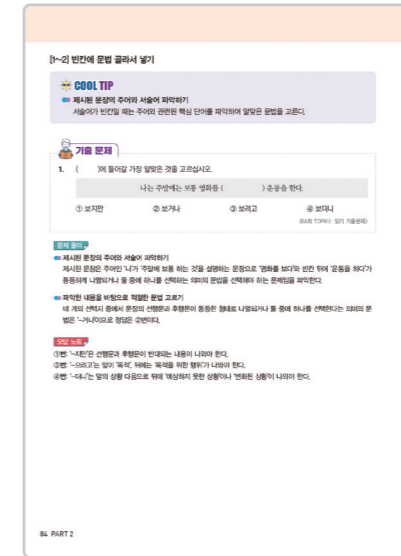 [1~2] 빈칸에 문법 골라서 넣기
COOL TIP
제시된 문장의 주어와 서술어 파악하기
서술어가 빈칸일 때는 주어와 관련된 핵심 단어를 파악하여 알맞은 문법을 고른다.
기출 문제
1. ( )에 들어갈 가장 알맞은 것을 고르십시오.
나는 주말에는 보통 영화를 ( ) 운동을 한다.
① 보지만 ② 보거나 ③ 보려고 ④ 보더니
문제 풀이
제시된 문장의 주어와 서술어 파악하기
제시된 문장은 주어인 '나'가 '주말에 보통 하는 것'을 설명하는 문장으로 '영화를 보다'와 빈칸 뒤에 '운동을 하다'가
동등하게 나열되거나 둘 중에 하나를 선택하는 의미의 문법을 선택해야 하는 문제임을 파악한다.
파악한 내용을 바탕으로 적절한 문법 고르기
네 개의 선택지 중에서 문장의 선행문과 후행문이 동등한 형태로 나열되거나 둘 중에 하나를 선택한다는 의미의 문
법은 '-거나'이므로 정답은 ②번이다.
오답 노트
①번: '-지만'은 선행문과 후행문이 반대되는 내용이 나와야 한다.
③번: '-으려고'는 앞이 '목적', 뒤에는 '목적을 위한 행위'가 나와야 한다.
④번: '-더니'는 앞의 상황 다음으로 뒤에 '예상하지 못한 상황'이나 '변화된 상황'이 나와야 한다.
84 PART 2